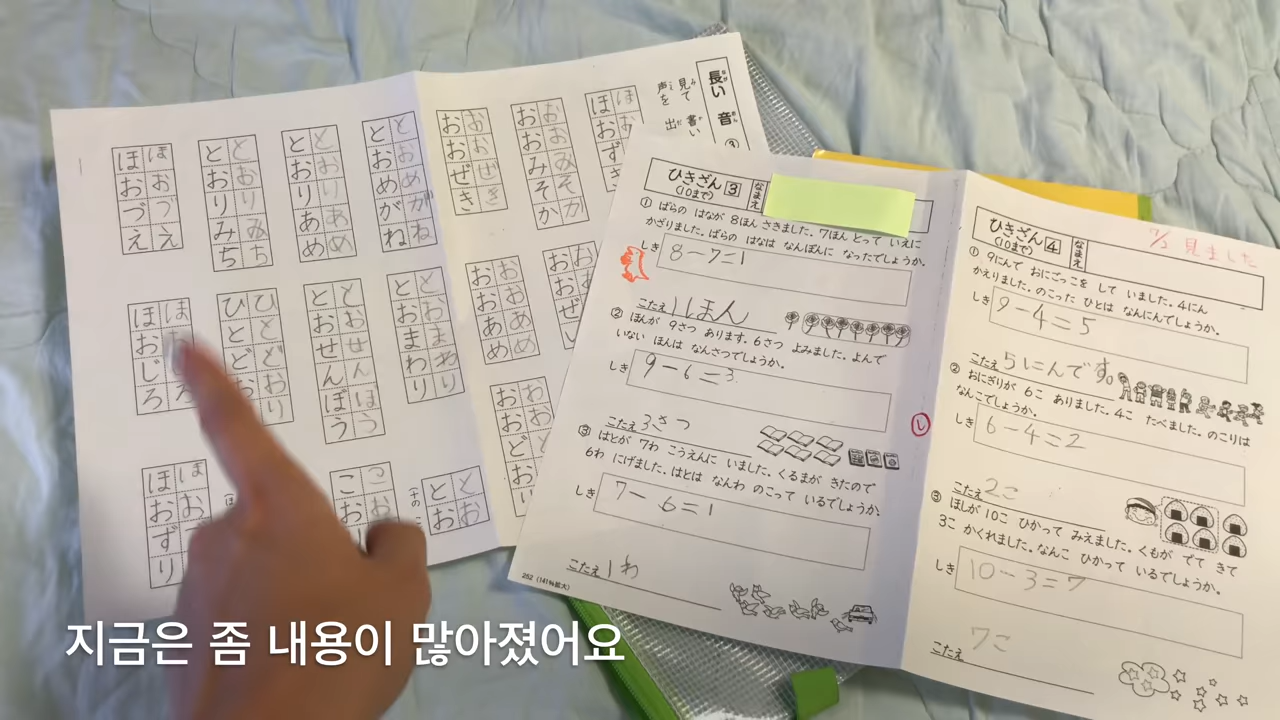 長い音
見て書い
声を出
ほおずき
おおみそか
おおぜき
とおめがね
とおりあめ
とおりみち
ほおづえ
おおあめ
とおまわり
とおせんぼう
ひとどおり
ほおじろ
とお
ひきざん 3
(10まで)
なまえ
① ばらの はなが 8ほん さきました。7ほん とって いえに
かざりました。ばらの はなは なんぼんに なったでしょうか。
しき 8-7=1
こたえ 1ほん
② ほんが 9さつ あります。6さつ よみました。よんで
いない ほんは なんさつでしょうか。
しき 9-6=3
こたえ 3さつ
③ はとが 7わ こうえんに いました。くるまが きたので
6わ にげました。はとは なんわ のこって いるでしょうか。
しき 7-6=1
こたえ 1わ
252 (141%拡大)
7/5 見ました
ひきざん 4
(10まで)
なまえ
① 9にんで おにごっこを して いました。4にん
かえりました。のこった ひとは なんにんでしょうか。
しき 9-4=5
こたえ 5にんです。
② おにぎりが 6こ ありました。4こ たべました。のこりは
なんこでしょうか。
しき 6-4=2
こたえ 2こ
③ ほしが 10こ ひかって みえました。くもが でて きて
3こ かくれました。なんこ ひかって いるでしょうか。
しき 10-3=7
こたえ 7こ
지금은 좀 내용이 많아졌어요